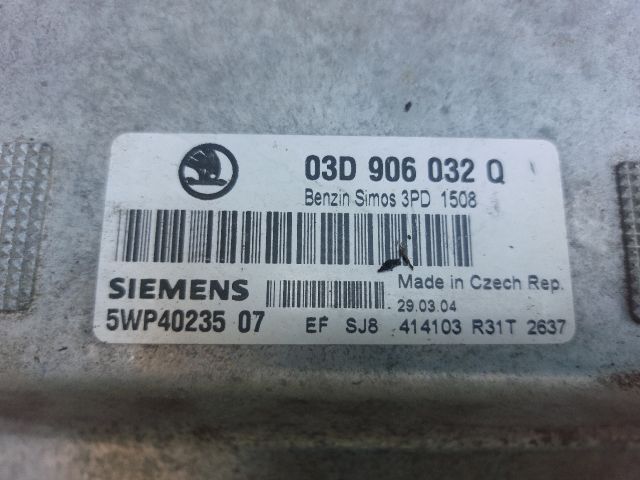 03D 906 032 Q
Benzin Simos 3PD 1508
SIEMENS
Made in Czech Rep.
29.03.04
5WP40235 07
EF SJ8 414103 R31T 2637